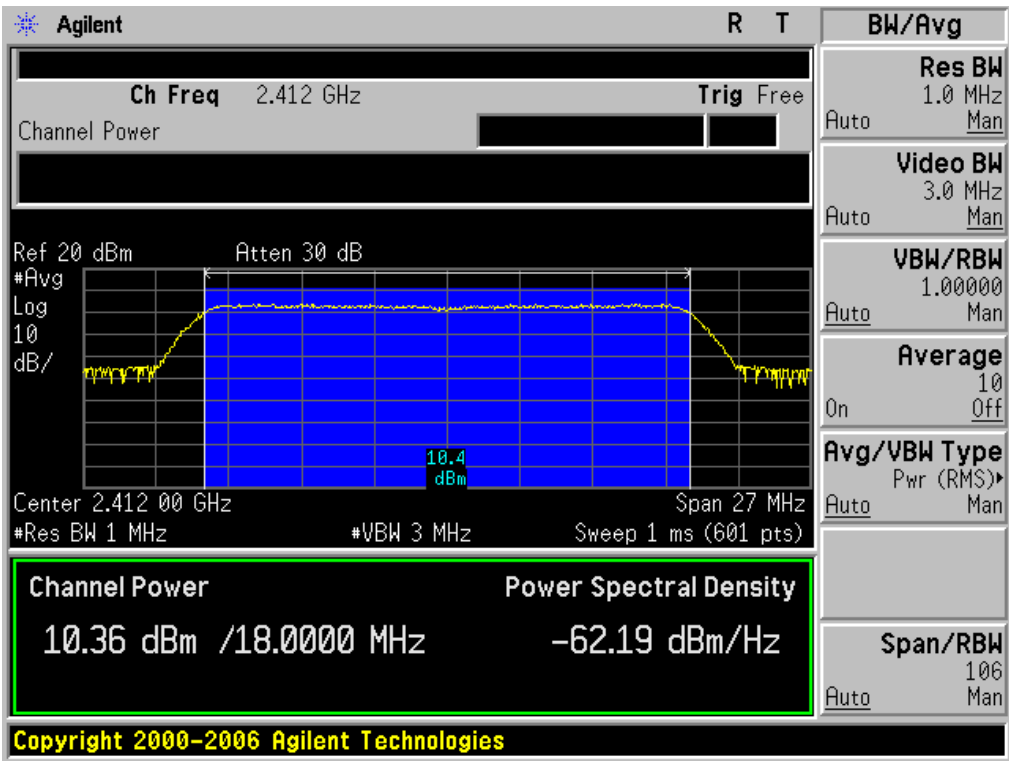 Agilent R T
Ch Freq 2.412 GHz Trig Free
Channel Power
Ref 20 dBm Atten 30 dB
#Avg
Log
10
dB/
10.4
dBm
Center 2.412 00 GHz Span 27 MHz
#Res BW 1 MHz #VBW 3 MHz Sweep 1 ms (601 pts)
Channel Power Power Spectral Density
10.36 dBm /18.0000 MHz -62.19 dBm/Hz
Copyright 2000-2006 Agilent Technologies
BW/Avg
Res BW
1.0 MHz
Auto Man
Video BW
3.0 MHz
Auto Man
VBW/RBW
1.00000
Auto Man
Average
10
On Off
Avg/VBW Type
Pwr (RMS)▸
Auto Man
Span/RBW
106
Auto Man